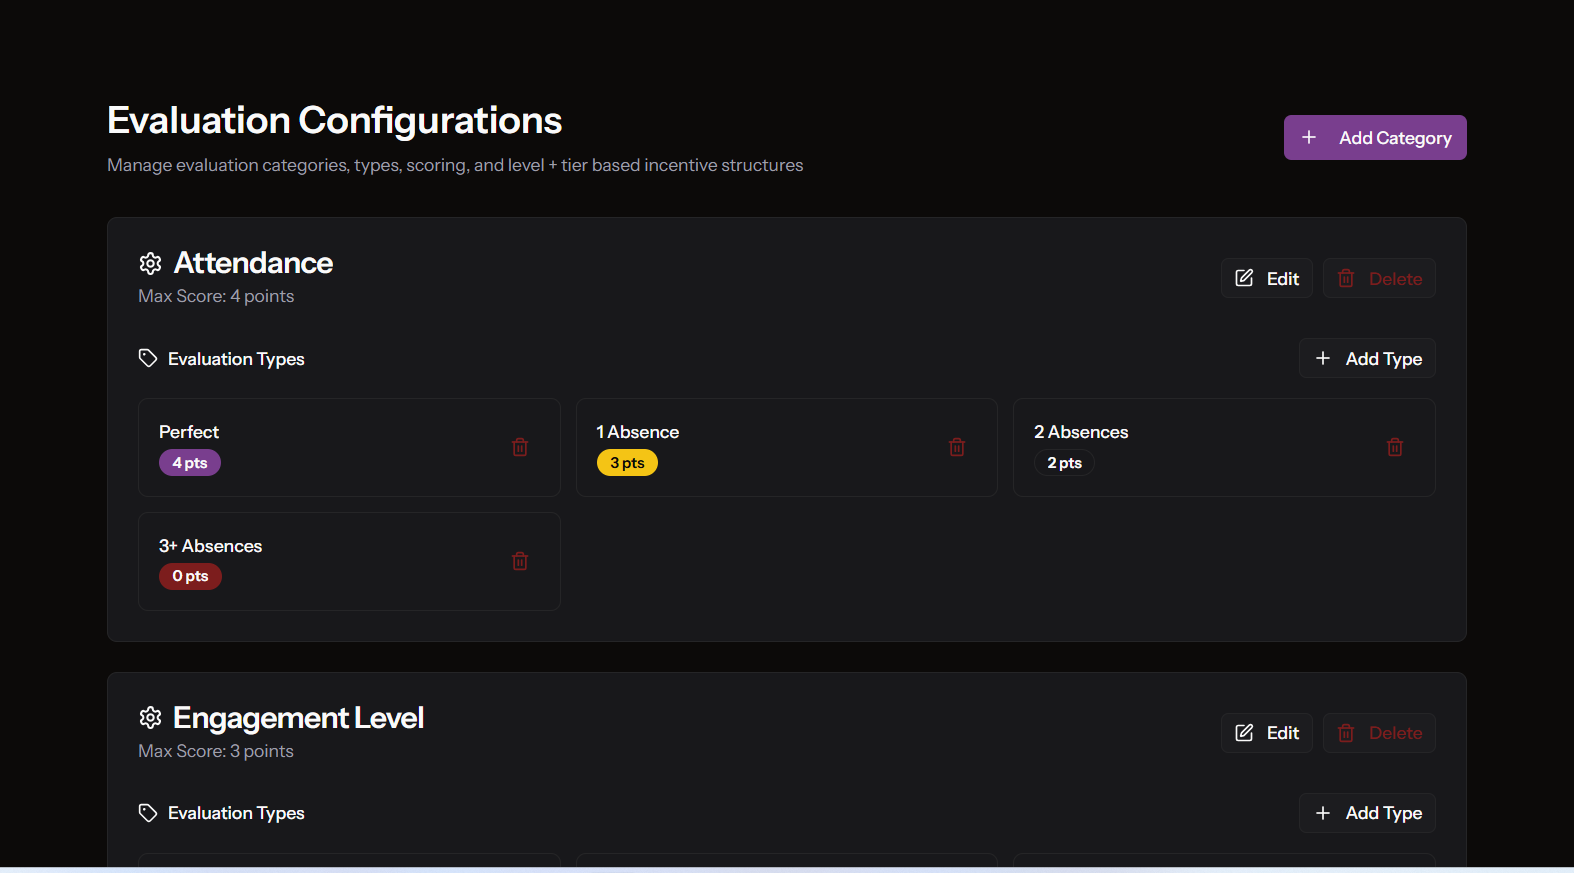 Evaluation Configurations
Manage evaluation categories, types, scoring, and level + tier based incentive structures
Add Category
Attendance
Max Score: 4 points
Edit
Delete
Evaluation Types
Add Type
Perfect
4 pts
1 Absence
3 pts
2 Absences
2 pts
3+ Absences
0 pts
Engagement Level
Max Score: 3 points
Edit
Delete
Evaluation Types
Add Type